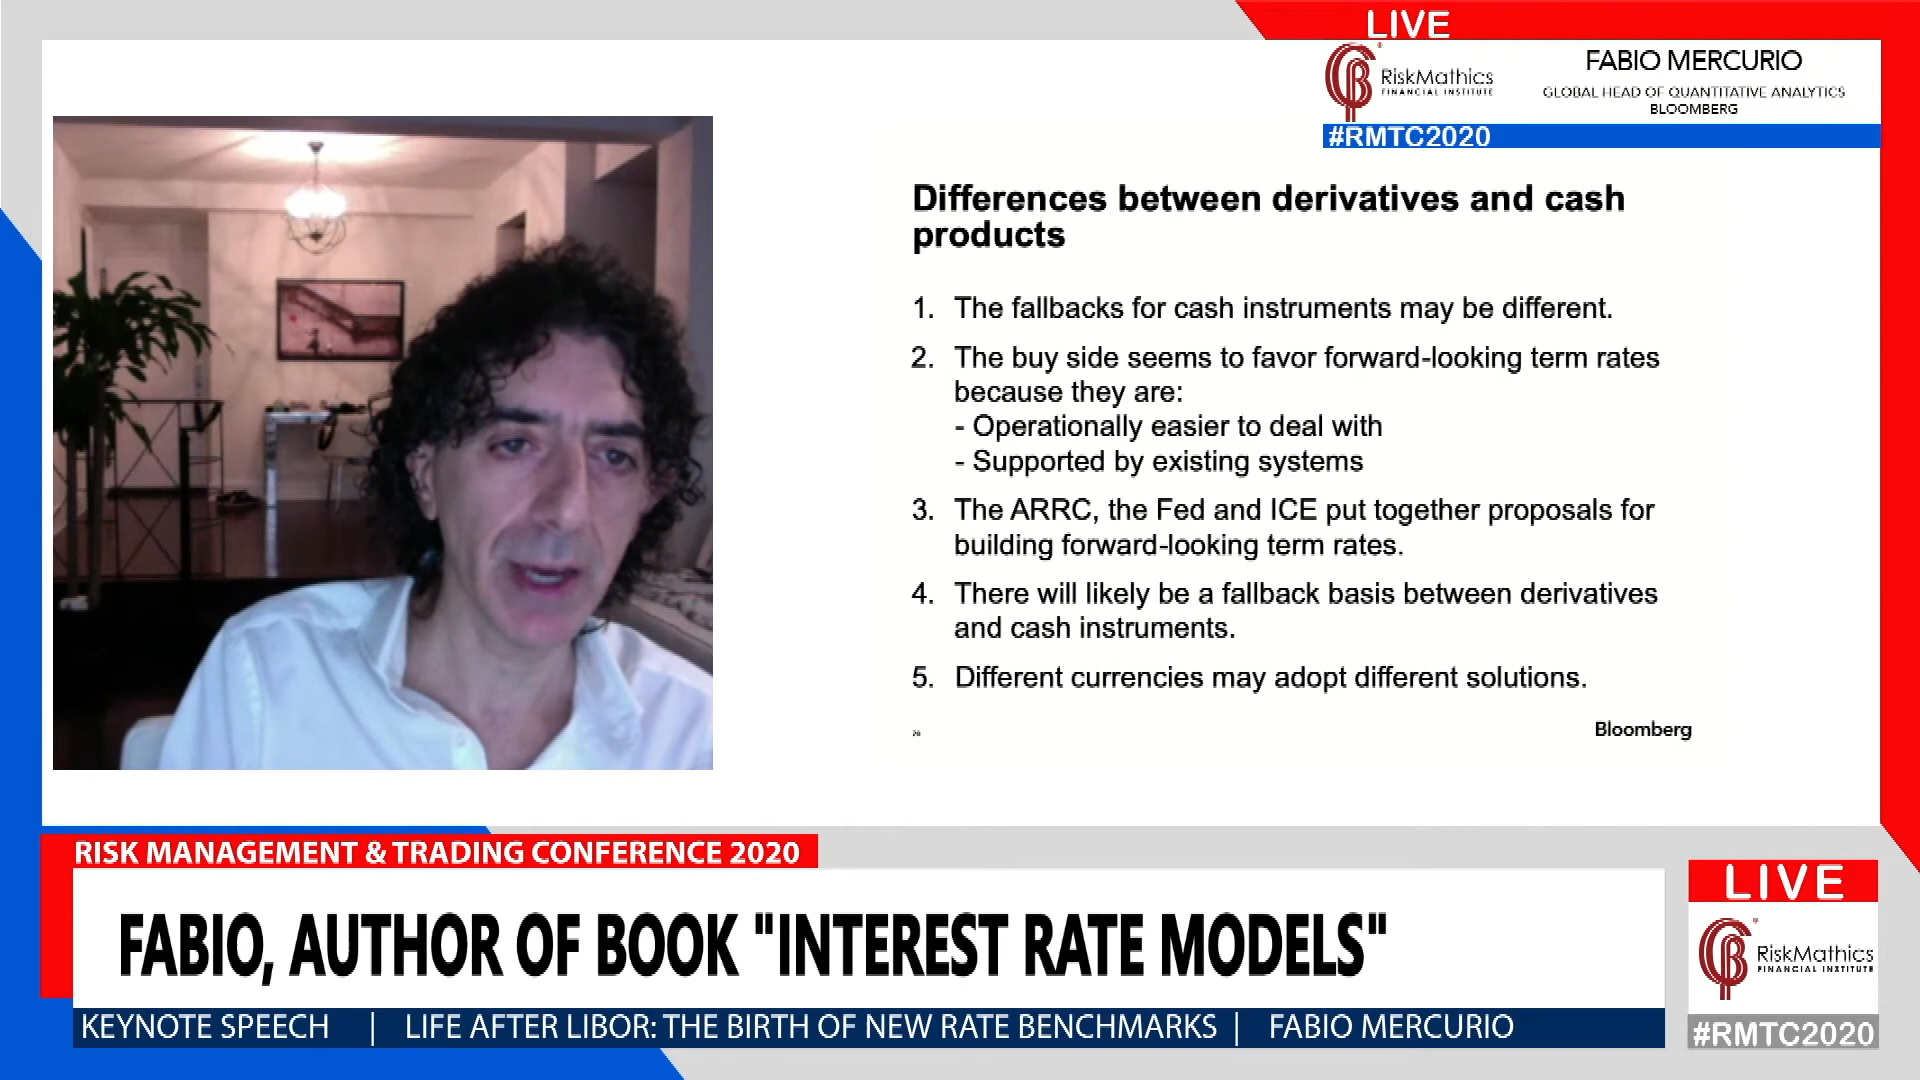 LIVE
RiskMathics
FINANCIAL INSTITUTE
FABIO MERCURIO
GLOBAL HEAD OF QUANTITATIVE ANALYTICS
BLOOMBERG
#RMTC2020
Differences between derivatives and cash
products
1. The fallbacks for cash instruments may be different.
2. The buy side seems to favor forward-looking term rates
because they are:
- Operationally easier to deal with
- Supported by existing systems
3. The ARRC, the Fed and ICE put together proposals for
building forward-looking term rates.
4. There will likely be a fallback basis between derivatives
and cash instruments.
5. Different currencies may adopt different solutions.
Bloomberg
RISK MANAGEMENT & TRADING CONFERENCE 2020
FABIO, AUTHOR OF BOOK "INTEREST RATE MODELS"
KEYNOTE SPEECH | LIFE AFTER LIBOR: THE BIRTH OF NEW RATE BENCHMARKS | FABIO MERCURIO
LIVE
RiskMathics
FINANCIAL INSTITUTE
#RMTC2020